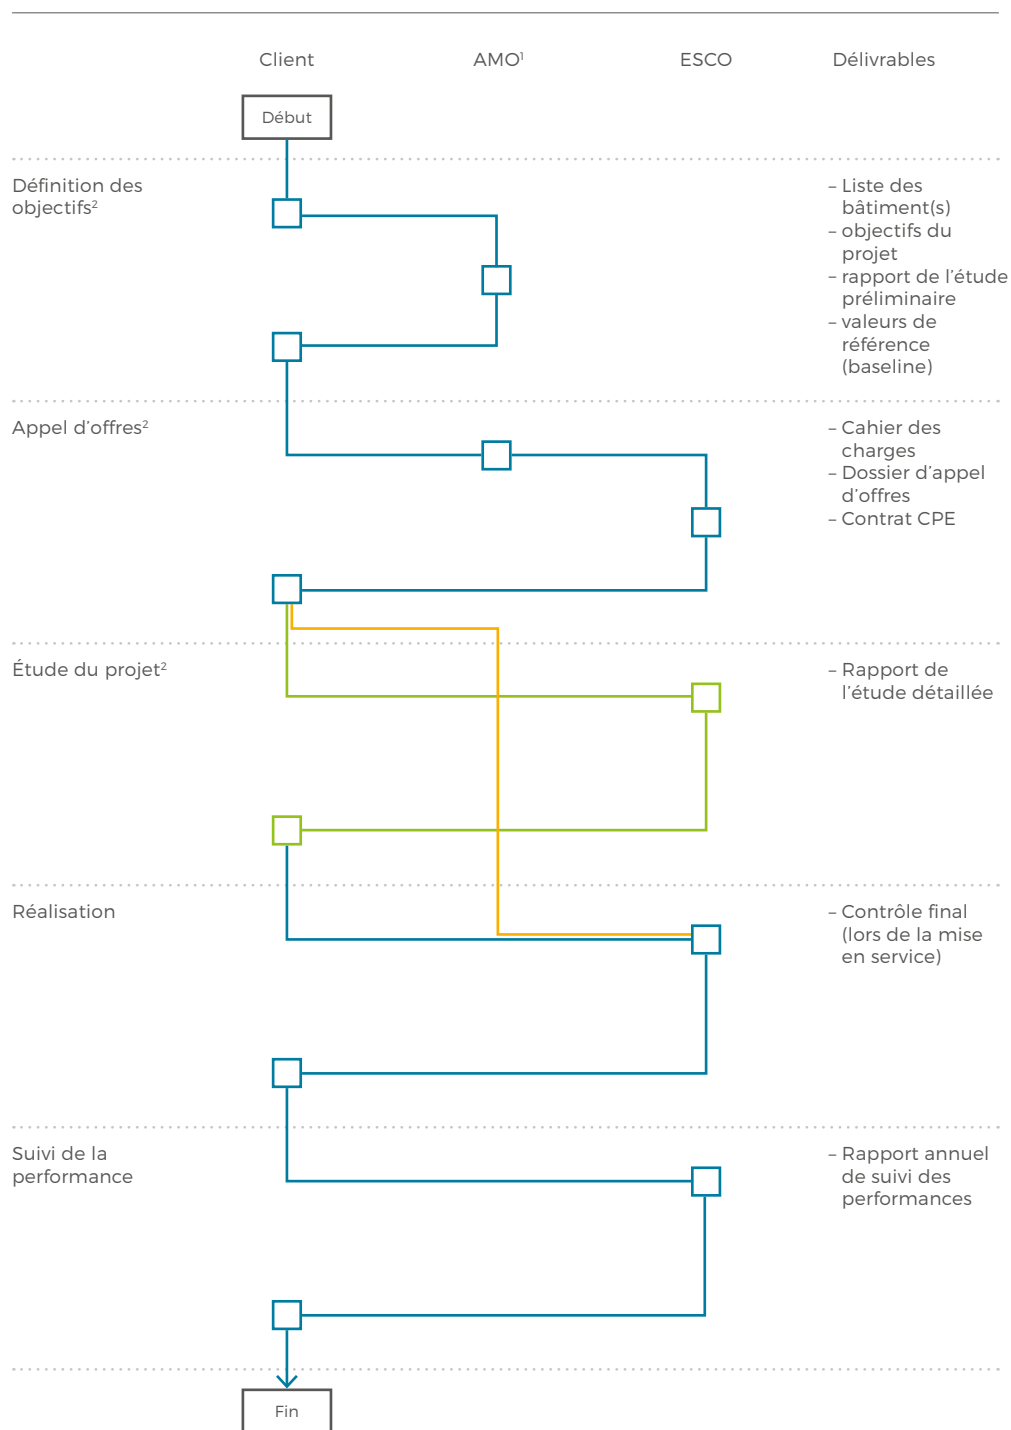 Client AMO¹ ESCO Délivrables
Début
Définition des
objectifs²
– Liste des
bâtiment(s)
– objectifs du
projet
– rapport de l’étude
préliminaire
– valeurs de
référence
(baseline)
Appel d’offres²
– Cahier des
charges
– Dossier d’appel
d’offres
– Contrat CPE
Étude du projet²
– Rapport de
l’étude détaillée
Réalisation
– Contrôle final
(lors de la mise
en service)
Suivi de la
performance
– Rapport annuel
de suivi des
performances
Fin